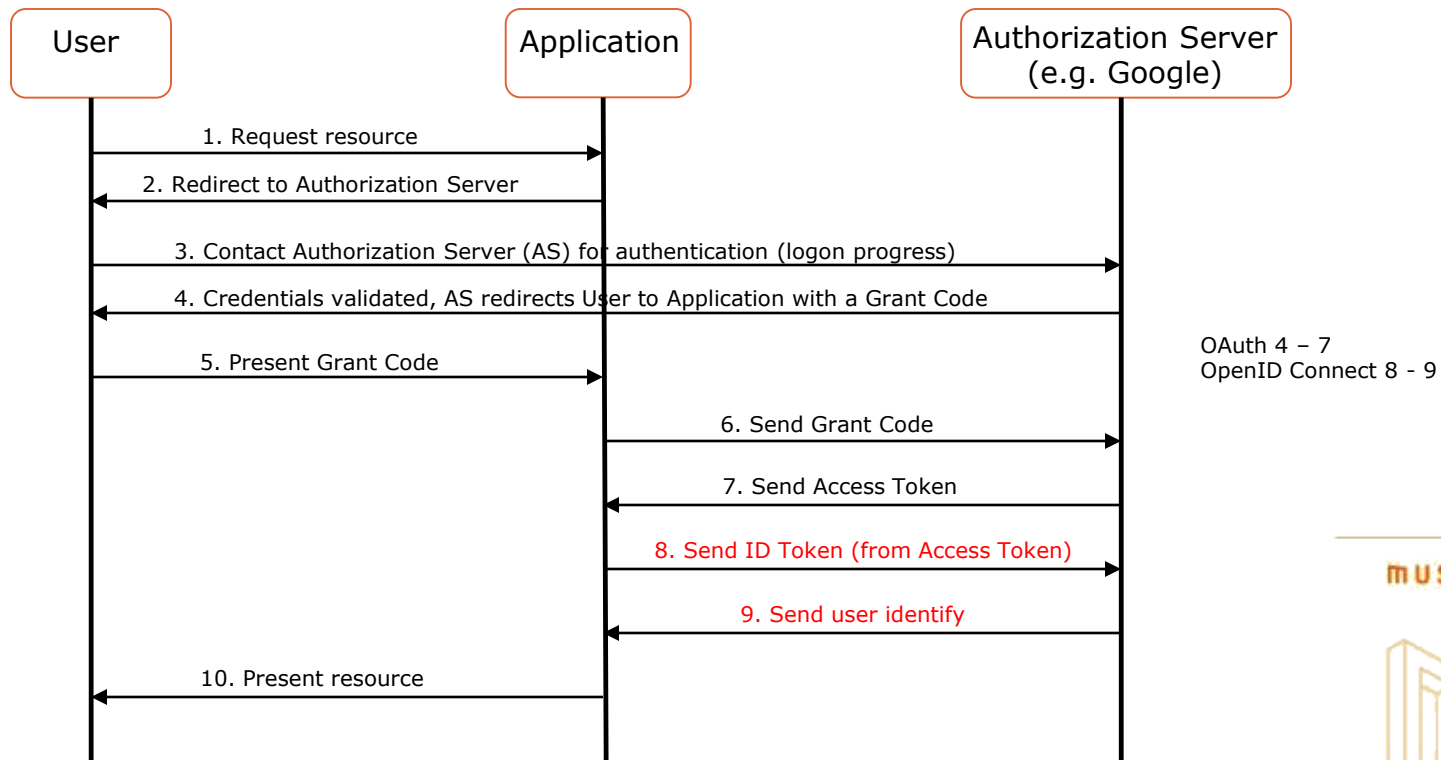 User
Application
Authorization Server
(e.g. Google)
1. Request resource
2. Redirect to Authorization Server
3. Contact Authorization Server (AS) for authentication (logon progress)
4. Credentials validated, AS redirects User to Application with a Grant Code
OAuth 4 – 7
OpenID Connect 8 - 9
5. Present Grant Code
6. Send Grant Code
7. Send Access Token
8. Send ID Token (from Access Token)
9. Send user identify
10. Present resource